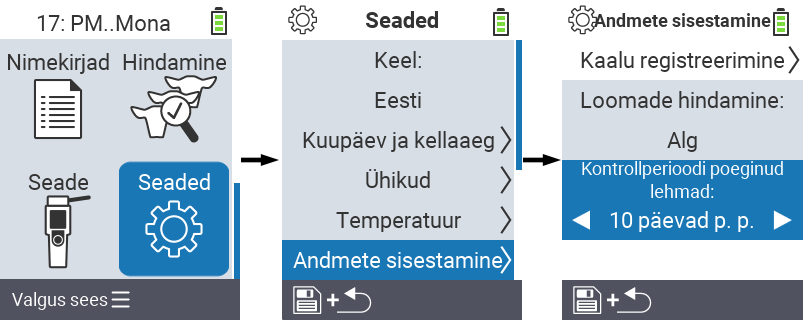 17: PM..Mona
Nimekirjad Hindamine
Seade Seaded
Valgus sees
Seaded
Keel:
Eesti
Kuupäev ja kellaaeg
Ühikud
Temperatuur
Andmete sisestamine
+
Andmete sisestamine
Kaalu registreerimine
Loomade hindamine:
Alg
Kontrollperioodi poeginud
lehmad:
10 päevad p. p.
+